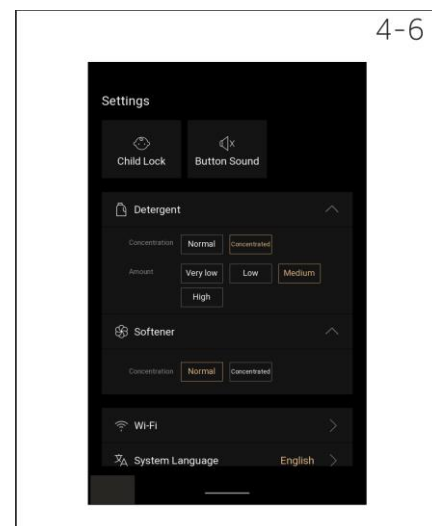 4-6
Settings
Child Lock Button Sound
Detergent
Concentration Normal Concentrated
Amount Very low Low Medium
High
Softener
Concentration Normal Concentrated
Wi-Fi
System Language English